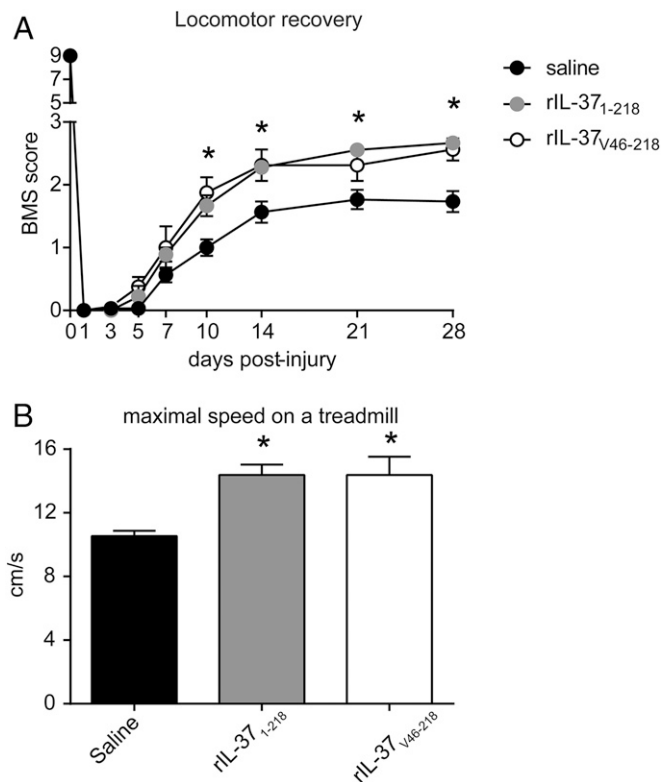 A
Locomotor recovery
saline
rIL-37₁₋₂₁₈
rIL-37V46-218
BMS score
9
7
5
3
2
1
0
* * * *
0 1 3 5 7 10 14 21 28
days post-injury
B
maximal speed on a treadmill
cm/s
16
12
8
4
0
* *
Saline
rIL-37 1-218
rIL-37 V46-218